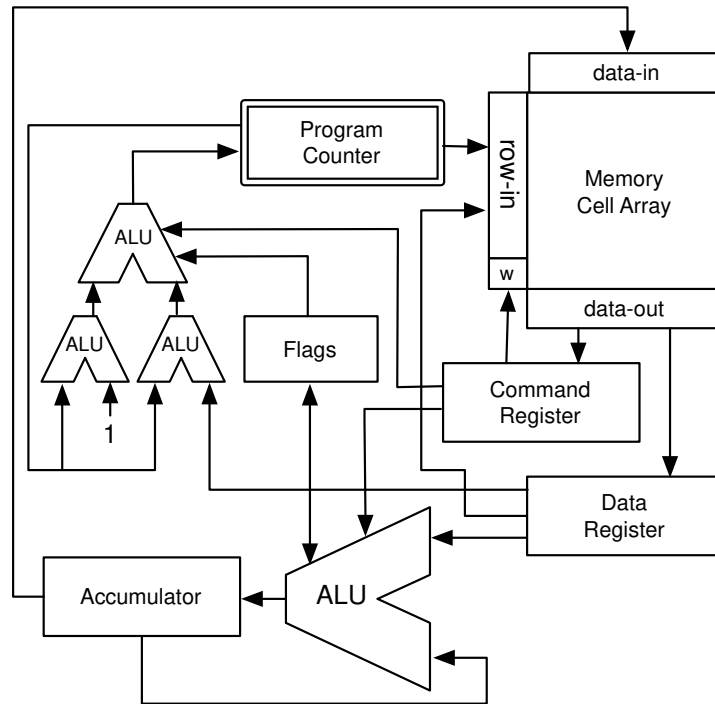 data-in
Program
Counter
row-in
Memory
Cell Array
ALU
w
data-out
ALU
ALU
Flags
Command
Register
1
Data
Register
Accumulator
ALU